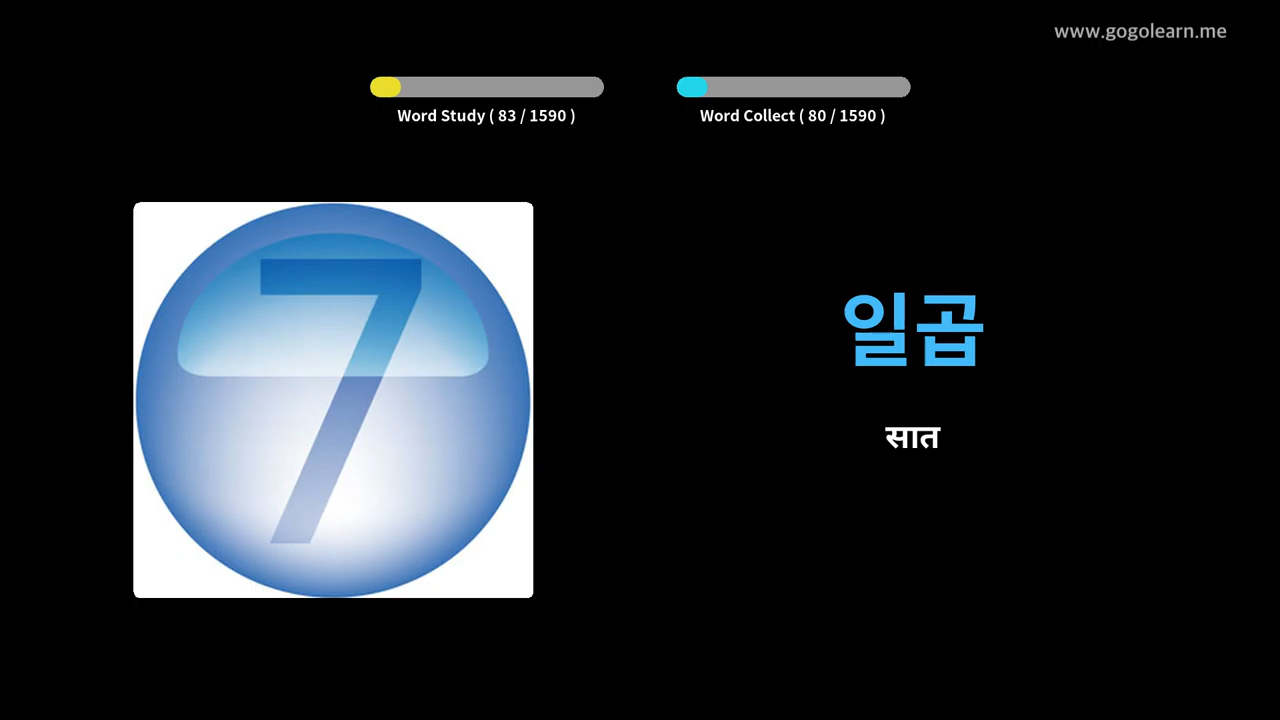 www.gogolearn.me
Word Study ( 83 / 1590 )
Word Collect ( 80 / 1590 )
7
일곱
सात